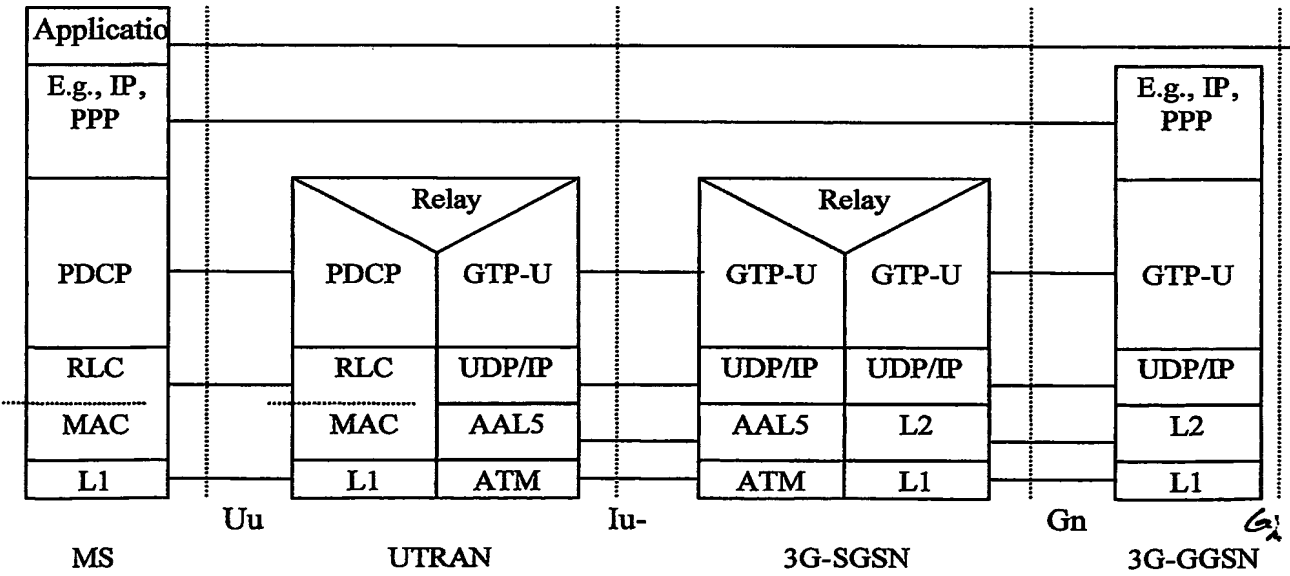 Applicatio
E.g., IP,
PPP
E.g., IP,
PPP
Relay
Relay
PDCP
PDCP
GTP-U
GTP-U
GTP-U
GTP-U
RLC
RLC
UDP/IP
UDP/IP
UDP/IP
UDP/IP
MAC
MAC
AAL5
AAL5
L2
L2
L1
L1
ATM
ATM
L1
L1
Uu
Iu-
Gn
Gi
MS
UTRAN
3G-SGSN
3G-GGSN